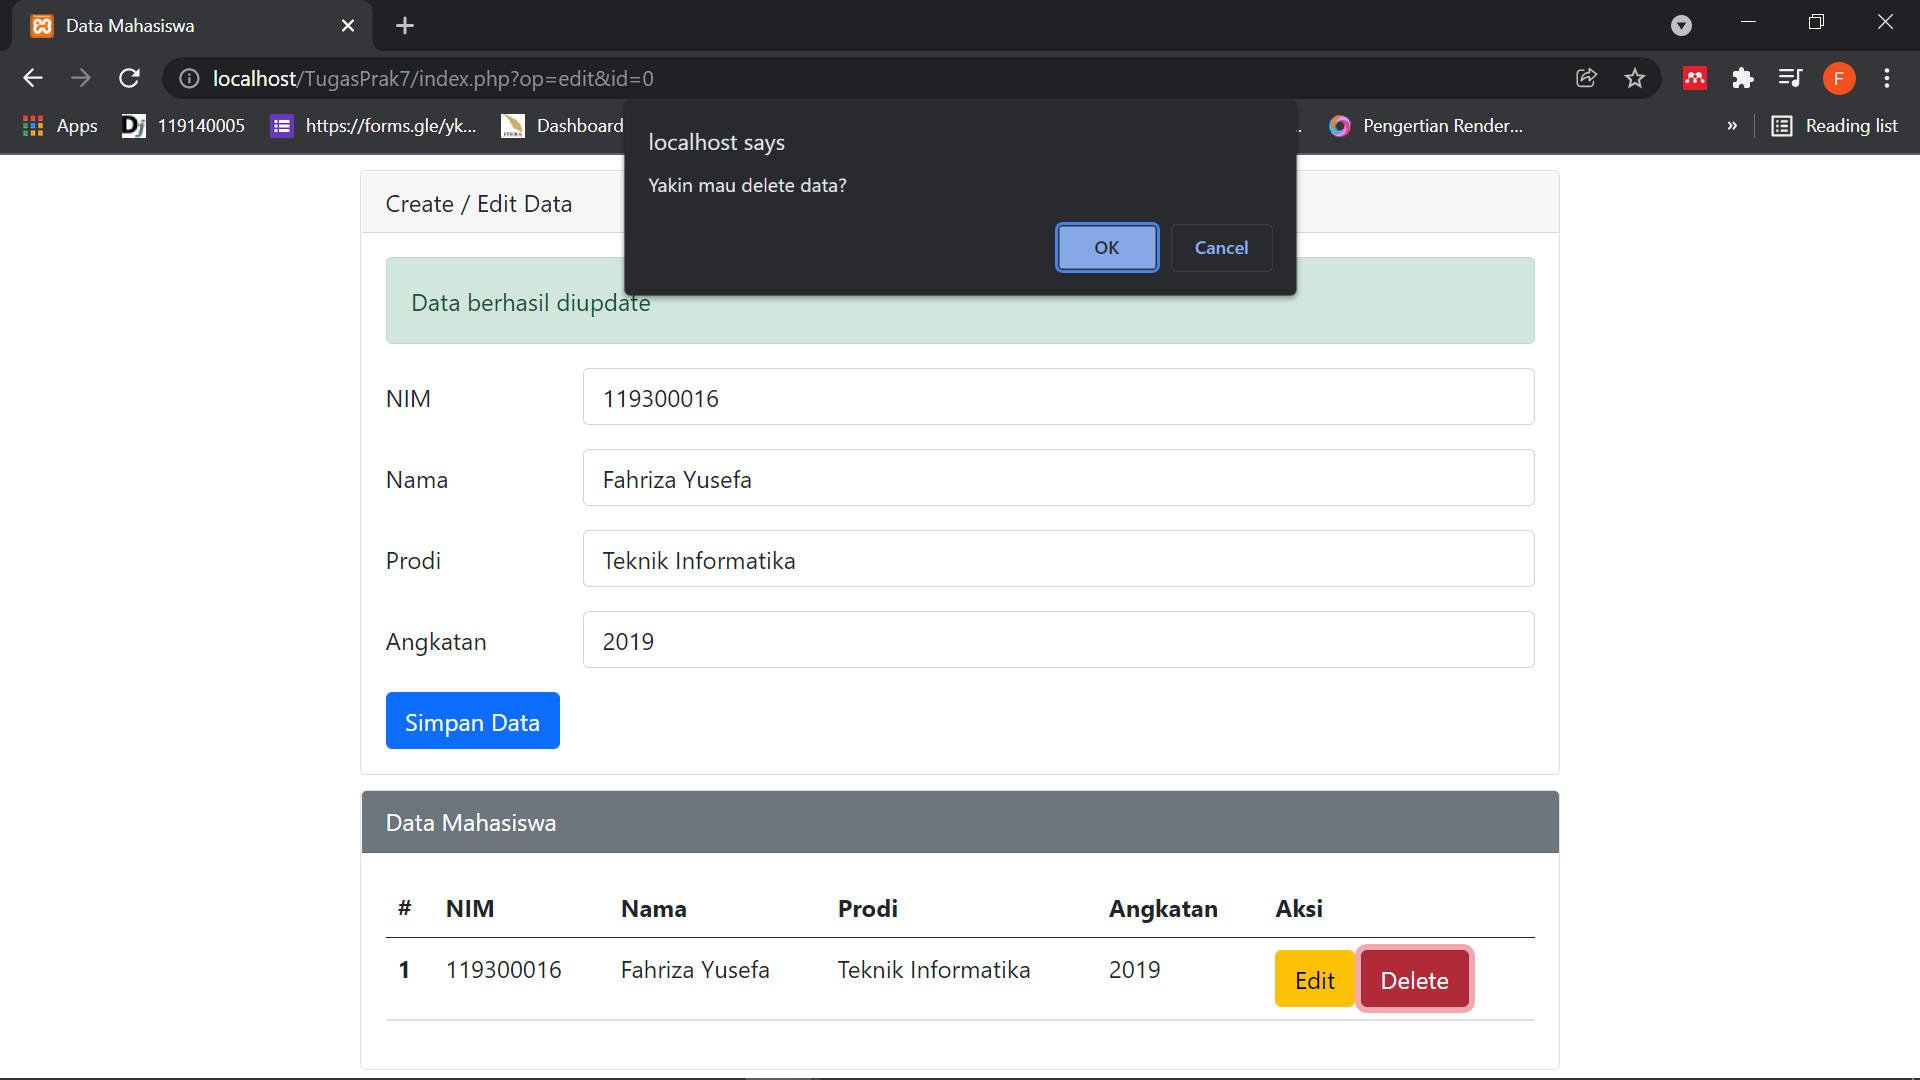 Data Mahasiswa
localhost/TugasPrak7/index.php?op=edit&id=0
F
Apps
Dj 119140005
https://forms.gle/yk...
Dashboard
Pengertian Render...
»
Reading list
localhost says
Yakin mau delete data?
OK
Cancel
Create / Edit Data
Data berhasil diupdate
NIM 119300016
Nama Fahriza Yusefa
Prodi Teknik Informatika
Angkatan 2019
Simpan Data
Data Mahasiswa
# NIM Nama Prodi Angkatan Aksi
1 119300016 Fahriza Yusefa Teknik Informatika 2019 Edit Delete